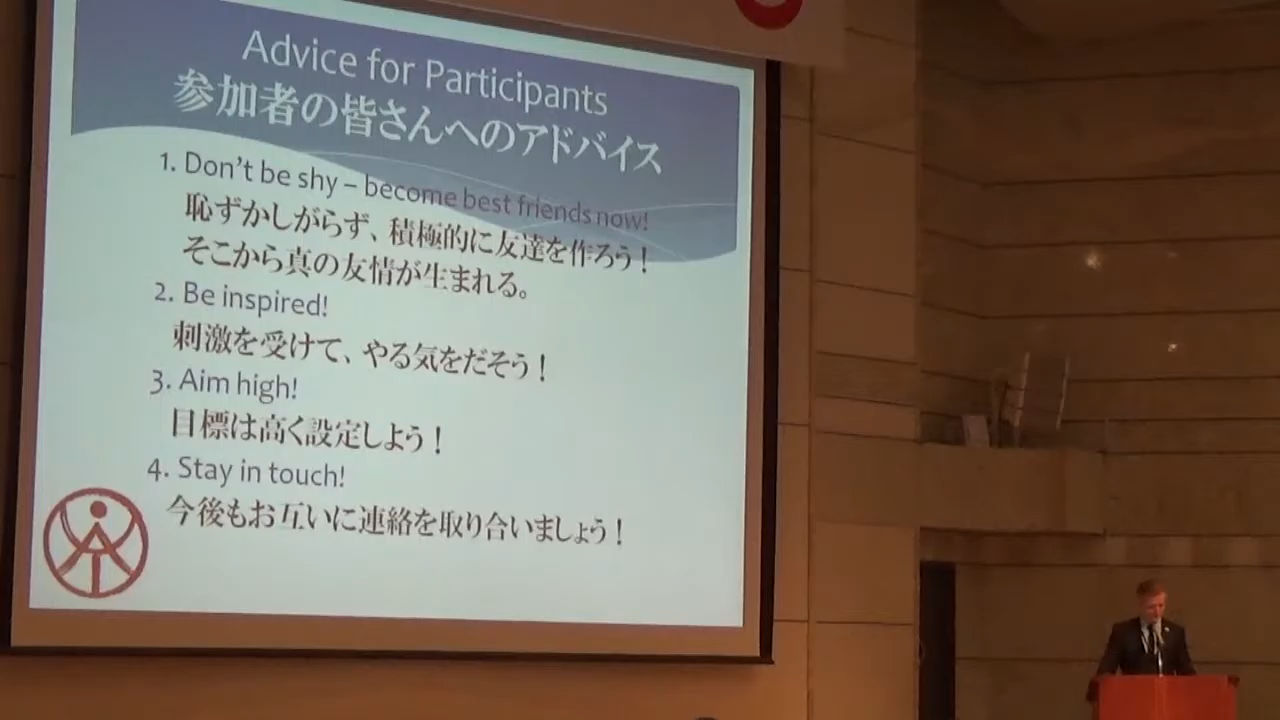 Advice for Participants
参加者の皆さんへのアドバイス
1. Don't be shy – become best friends now!
恥ずかしがらず、積極的に友達を作ろう！
そこから真の友情が生まれる。
2. Be inspired!
刺激を受けて、やる気をだそう！
3. Aim high!
目標は高く設定しよう！
4. Stay in touch!
今後もお互いに連絡を取り合いましょう！